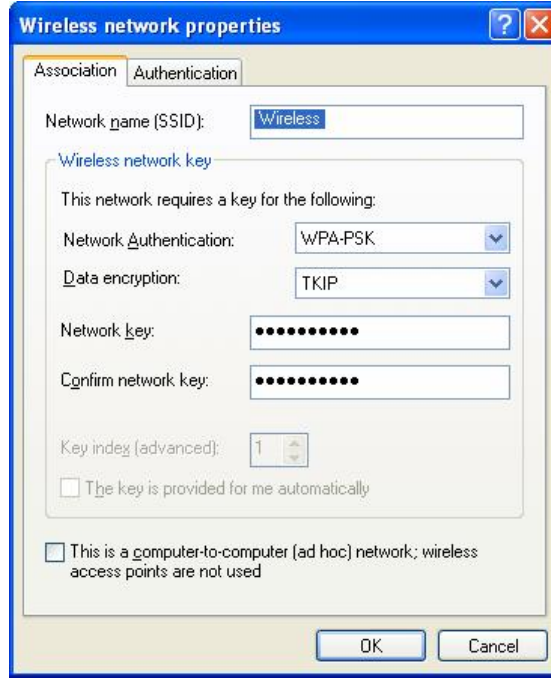 Wireless network properties
Association Authentication
Network name (SSID): Wireless
Wireless network key
This network requires a key for the following:
Network Authentication: WPA-PSK
Data encryption: TKIP
Network key: ••••••••••
Confirm network key: ••••••••••
Key index (advanced): 1
The key is provided for me automatically
This is a computer-to-computer (ad hoc) network; wireless
access points are not used
OK Cancel